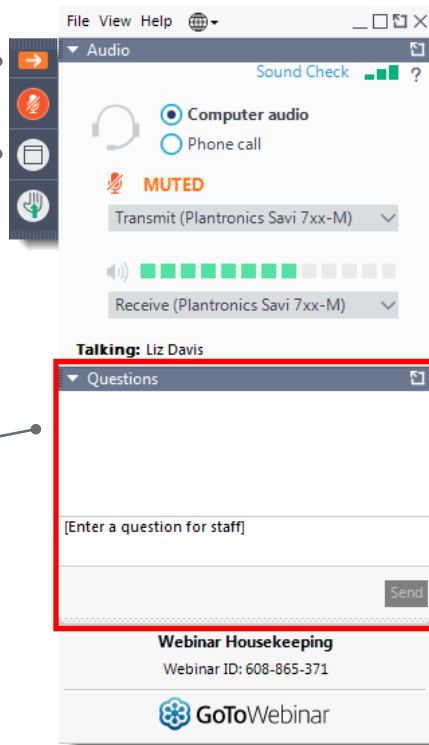 File View Help
Audio
Sound Check ?
Computer audio
Phone call
MUTED
Transmit (Plantronics Savi 7xx-M)
Receive (Plantronics Savi 7xx-M)
Talking: Liz Davis
Questions
[Enter a question for staff]
Send
Webinar Housekeeping
Webinar ID: 608-865-371
GoToWebinar